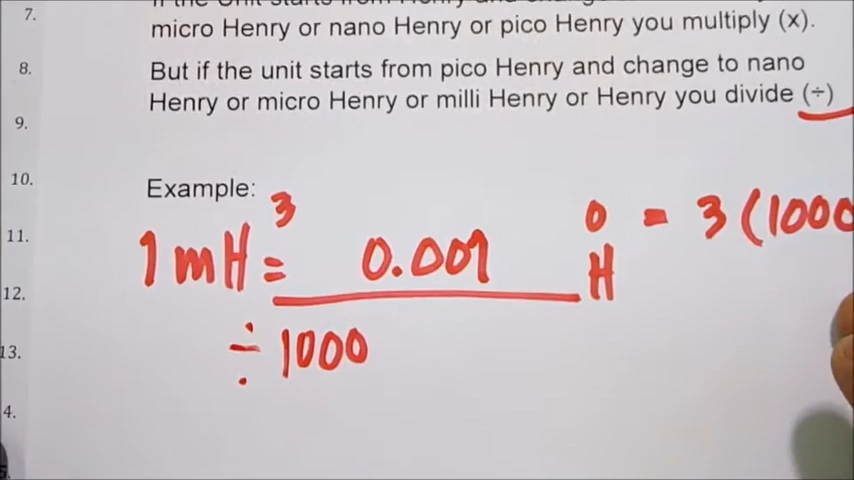 7.
micro Henry or nano Henry or pico Henry you multiply (x).
8.
But if the unit starts from pico Henry and change to nano
Henry or micro Henry or milli Henry or Henry you divide (÷)
9.
10.
Example:
3 0 = 3 (1000
11.
1 mH = 0.001 H
12.
÷ 1000
13.
4.